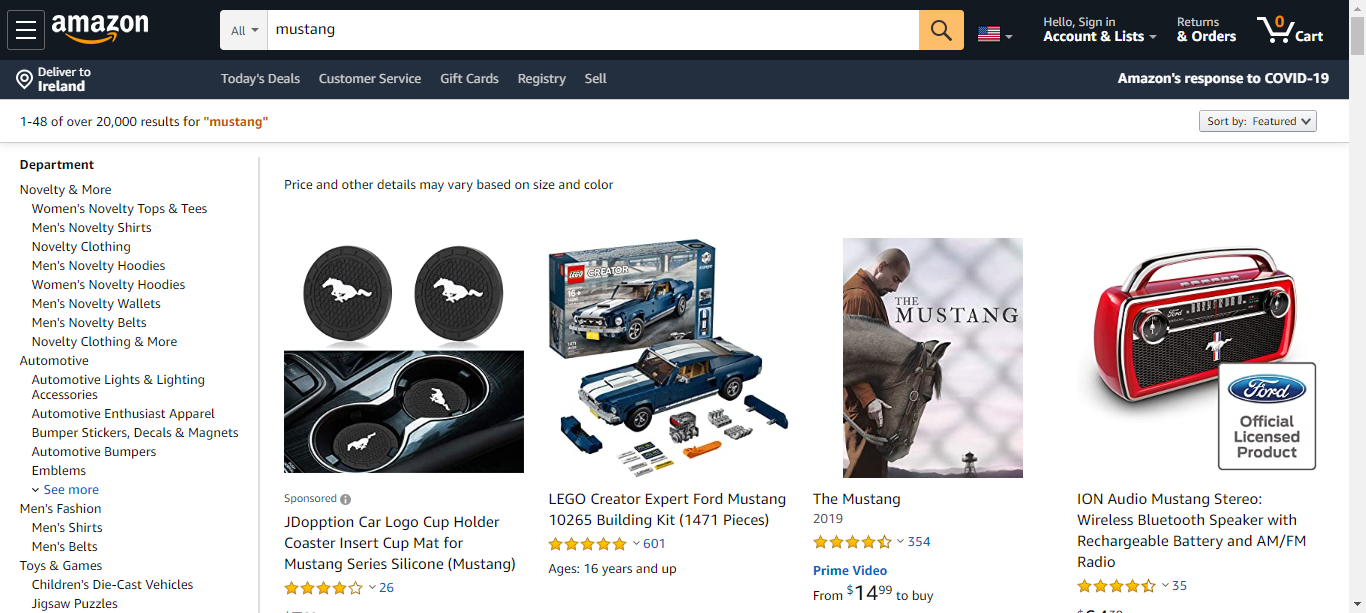 amazon
All
mustang
Hello, Sign in
Account & Lists
Returns
& Orders
0
Cart
Deliver to
Ireland
Today's Deals
Customer Service
Gift Cards
Registry
Sell
Amazon's response to COVID-19
1-48 of over 20,000 results for "mustang"
Sort by: Featured
Department
Novelty & More
Women's Novelty Tops & Tees
Men's Novelty Shirts
Novelty Clothing
Men's Novelty Hoodies
Women's Novelty Hoodies
Men's Novelty Wallets
Men's Novelty Belts
Novelty Clothing & More
Automotive
Automotive Lights & Lighting
Accessories
Automotive Enthusiast Apparel
Bumper Stickers, Decals & Magnets
Automotive Bumpers
Emblems
See more
Men's Fashion
Men's Shirts
Men's Belts
Toys & Games
Children's Die-Cast Vehicles
Jigsaw Puzzles
Price and other details may vary based on size and color
Sponsored
JDopption Car Logo Cup Holder
Coaster Insert Cup Mat for
Mustang Series Silicone (Mustang)
26
LEGO
CREATOR
16+
LEGO Creator Expert Ford Mustang
10265 Building Kit (1471 Pieces)
601
Ages: 16 years and up
THE
MUSTANG
The Mustang
2019
354
Prime Video
From $14.99 to buy
Ford
Ford
Official
Licensed
Product
ION Audio Mustang Stereo:
Wireless Bluetooth Speaker with
Rechargeable Battery and AM/FM
Radio
35